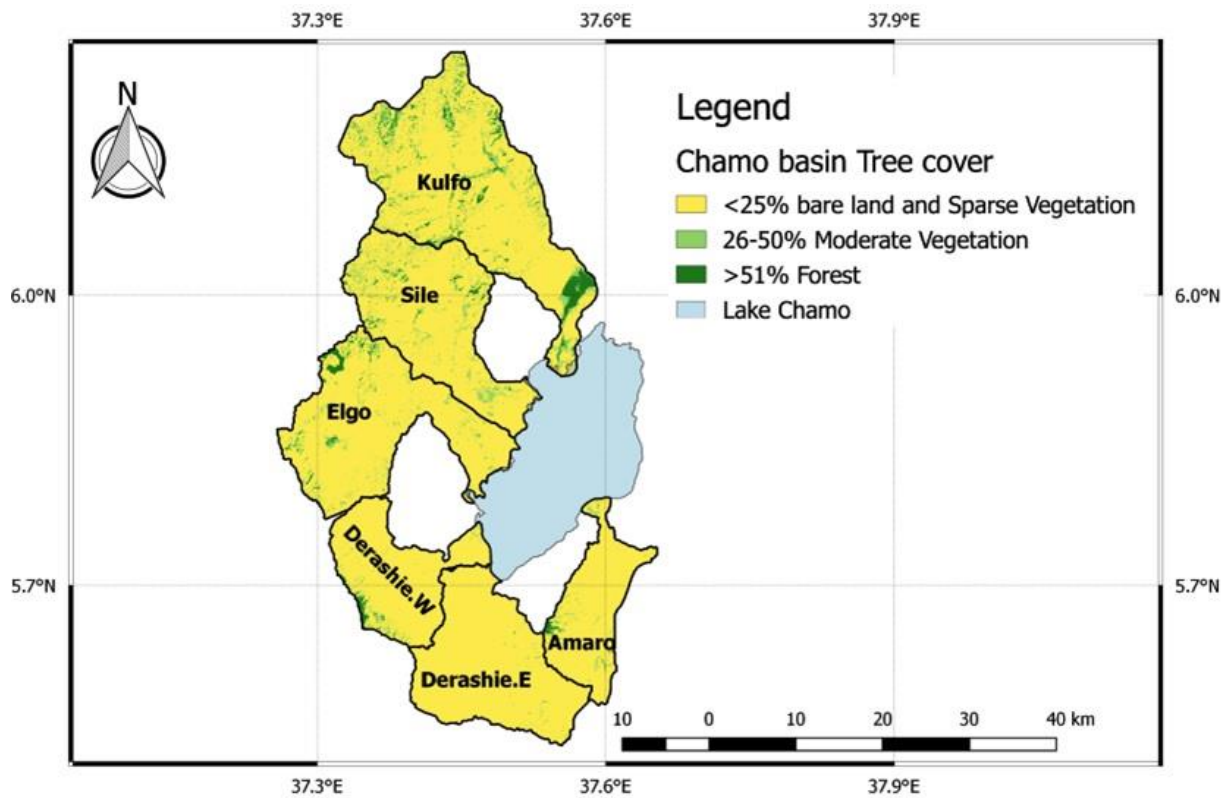 37.3°E 37.6°E 37.9°E
N
Legend
Chamo basin Tree cover
<25% bare land and Sparse Vegetation
26-50% Moderate Vegetation
>51% Forest
Lake Chamo
Kulfo
6.0°N 6.0°N
Sile
Elgo
Derashie.W
5.7°N 5.7°N
Amaro
Derashie.E
10 0 10 20 30 40 km
37.3°E 37.6°E 37.9°E